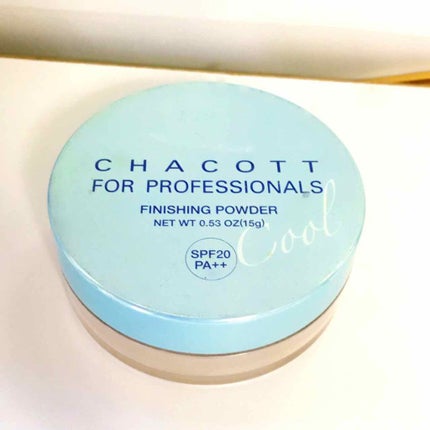 CHACOTT
FOR PROFESSIONALS
FINISHING POWDER
NET WT 0.53 OZ(15g)
Cool
SPF20
PA++